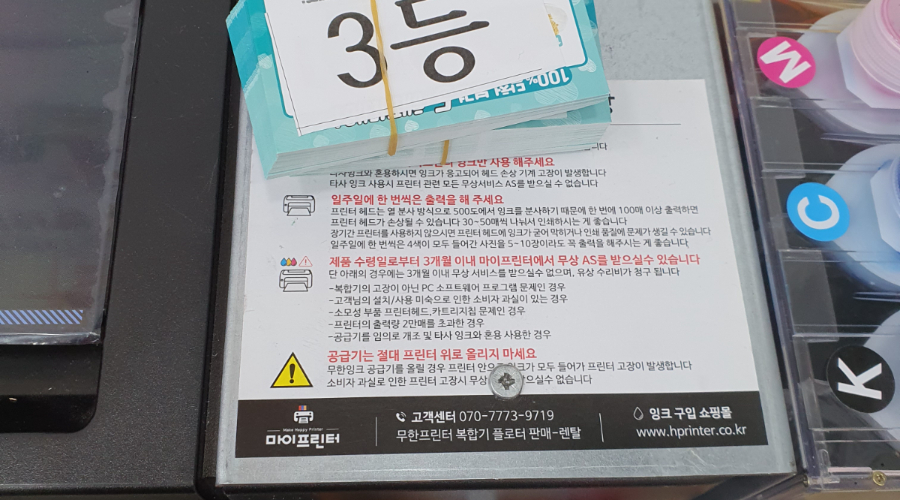 3등
100%
잉크만 사용 해주세요
타사잉크와 혼용하시면 잉크가 응고되어 헤드 손상 기계 고장이 발생합니다
타사 잉크 사용시 프린터 관련 모든 무상서비스 AS를 받으실 수 없습니다
일주일에 한 번씩은 출력을 해 주세요
프린터 헤드는 열 분사 방식으로 500도에서 잉크를 분사하기 때문에 한 번에 100매 이상 출력하면
프린터 헤드가 손상될 수 있습니다 30~50매씩 나눠서 인쇄하시는 게 좋습니다
장기간 프린터를 사용하지 않으시면 프린터 헤드에 잉크가 굳어 막히거나 인쇄 품질에 문제가 생길 수 있습니다
일주일에 한 번씩은 4색이 모두 들어간 사진을 5~10장이라도 꼭 출력을 해주시는 게 좋습니다
제품 수령일로부터 3개월 이내 마이프린터에서 무상 AS를 받으실수 있습니다
단 아래의 경우에는 3개월 이내 무상 서비스를 받으실수 없으며, 유상 수리비가 청구 됩니다
-복합기의 고장이 아닌 PC 소프트웨어 프로그램 문제인 경우
-고객님의 설치/사용 미숙으로 인한 소비자 과실이 있는 경우
-소모성 부품 프린터헤드,카트리지칩 문제인 경우
-프린터의 출력량 2만매를 초과한 경우
-공급기를 임의로 개조 및 타사 잉크와 혼용 사용한 경우
공급기는 절대 프린터 위로 올리지 마세요
무한잉크 공급기를 올릴 경우 프린터 안으로 잉크가 모두 들어가 프린터 고장이 발생합니다
소비자 과실로 인한 프린터 고장시 무상 받으실수 없습니다
Make Happy Printer
마이프린터
고객센터 070-7773-9719
무한프린터 복합기 플로터 판매-렌탈
잉크 구입 쇼핑몰
www.hprinter.co.kr
M
C
K